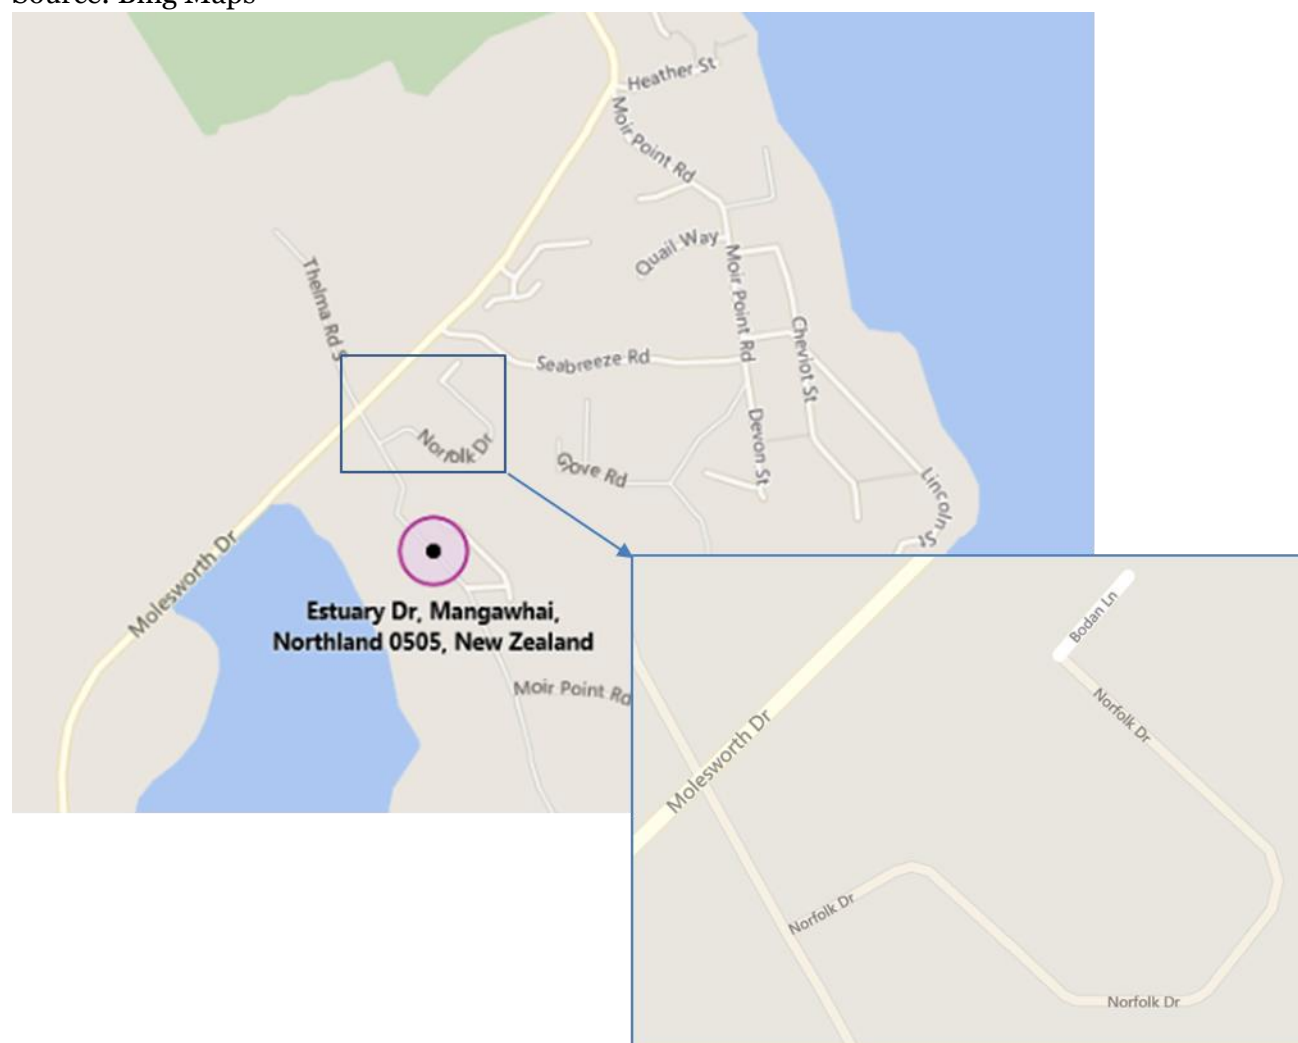 Source: Bing Maps
Heather St
Moir Point Rd
Quail Way
Moir Point Rd
Thelma Rd S
Cheviot St
Seabreeze Rd
Norfolk Dr
Devon St
Gove Rd
Lincoln St
Molesworth Dr
Estuary Dr, Mangawhai,
Northland 0505, New Zealand
Moir Point Rd
Bodan Ln
Norfolk Dr
Molesworth Dr
Norfolk Dr
Norfolk Dr